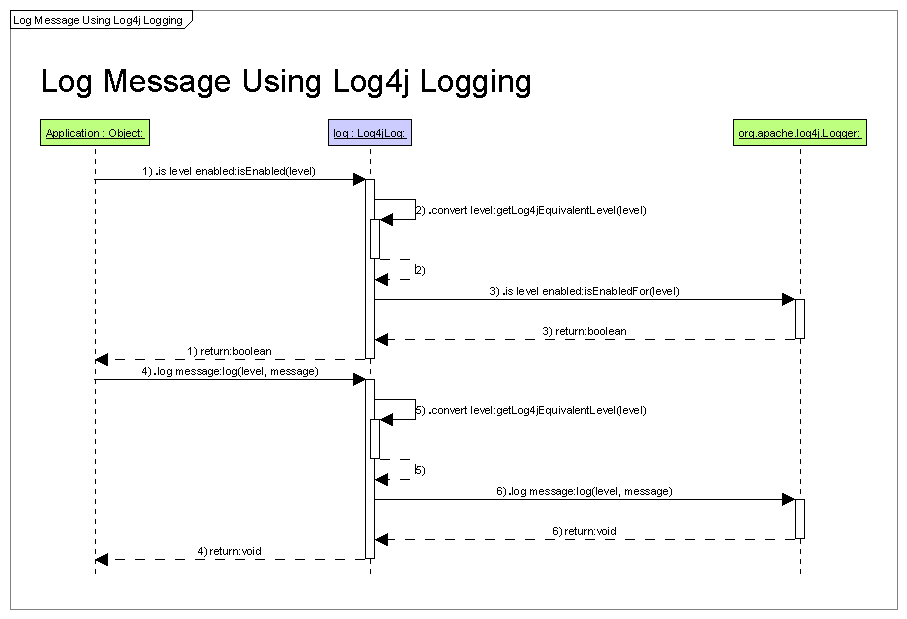 Log Message Using Log4j Logging
Log Message Using Log4j Logging
Application : Object:
log : Log4jLog:
org.apache.log4j.Logger:
1) .is level enabled:isEnabled(level)
2) .convert level:getLog4jEquivalentLevel(level)
2)
3) .is level enabled:isEnabledFor(level)
3) return:boolean
1) return:boolean
4) .log message:log(level, message)
5) .convert level:getLog4jEquivalentLevel(level)
5)
6) .log message:log(level, message)
6) return:void
4) return:void